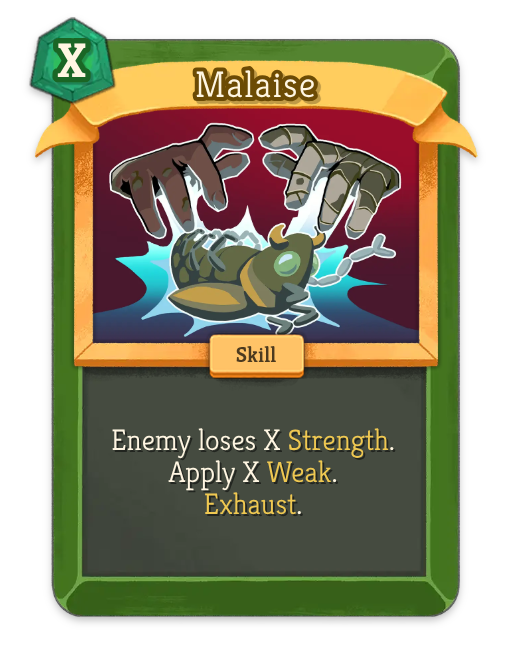 X
Malaise
Skill
Enemy loses X Strength.
Apply X Weak.
Exhaust.